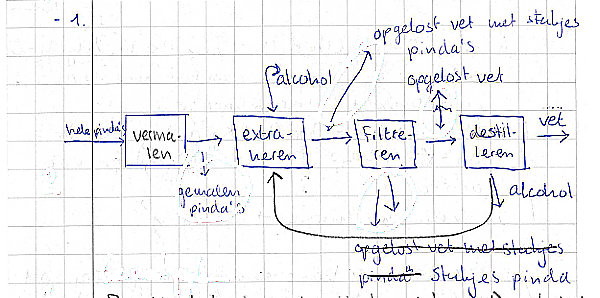 - 1.
opgelost vet met stukjes
pinda's
alcohol
opgelost vet
hele pinda's
verma-
len
extra-
heren
filtre-
ren
destil-
leren
vet
gemalen
pinda's
alcohol
opgelost vet met stukjes
pinda's stukjes pinda